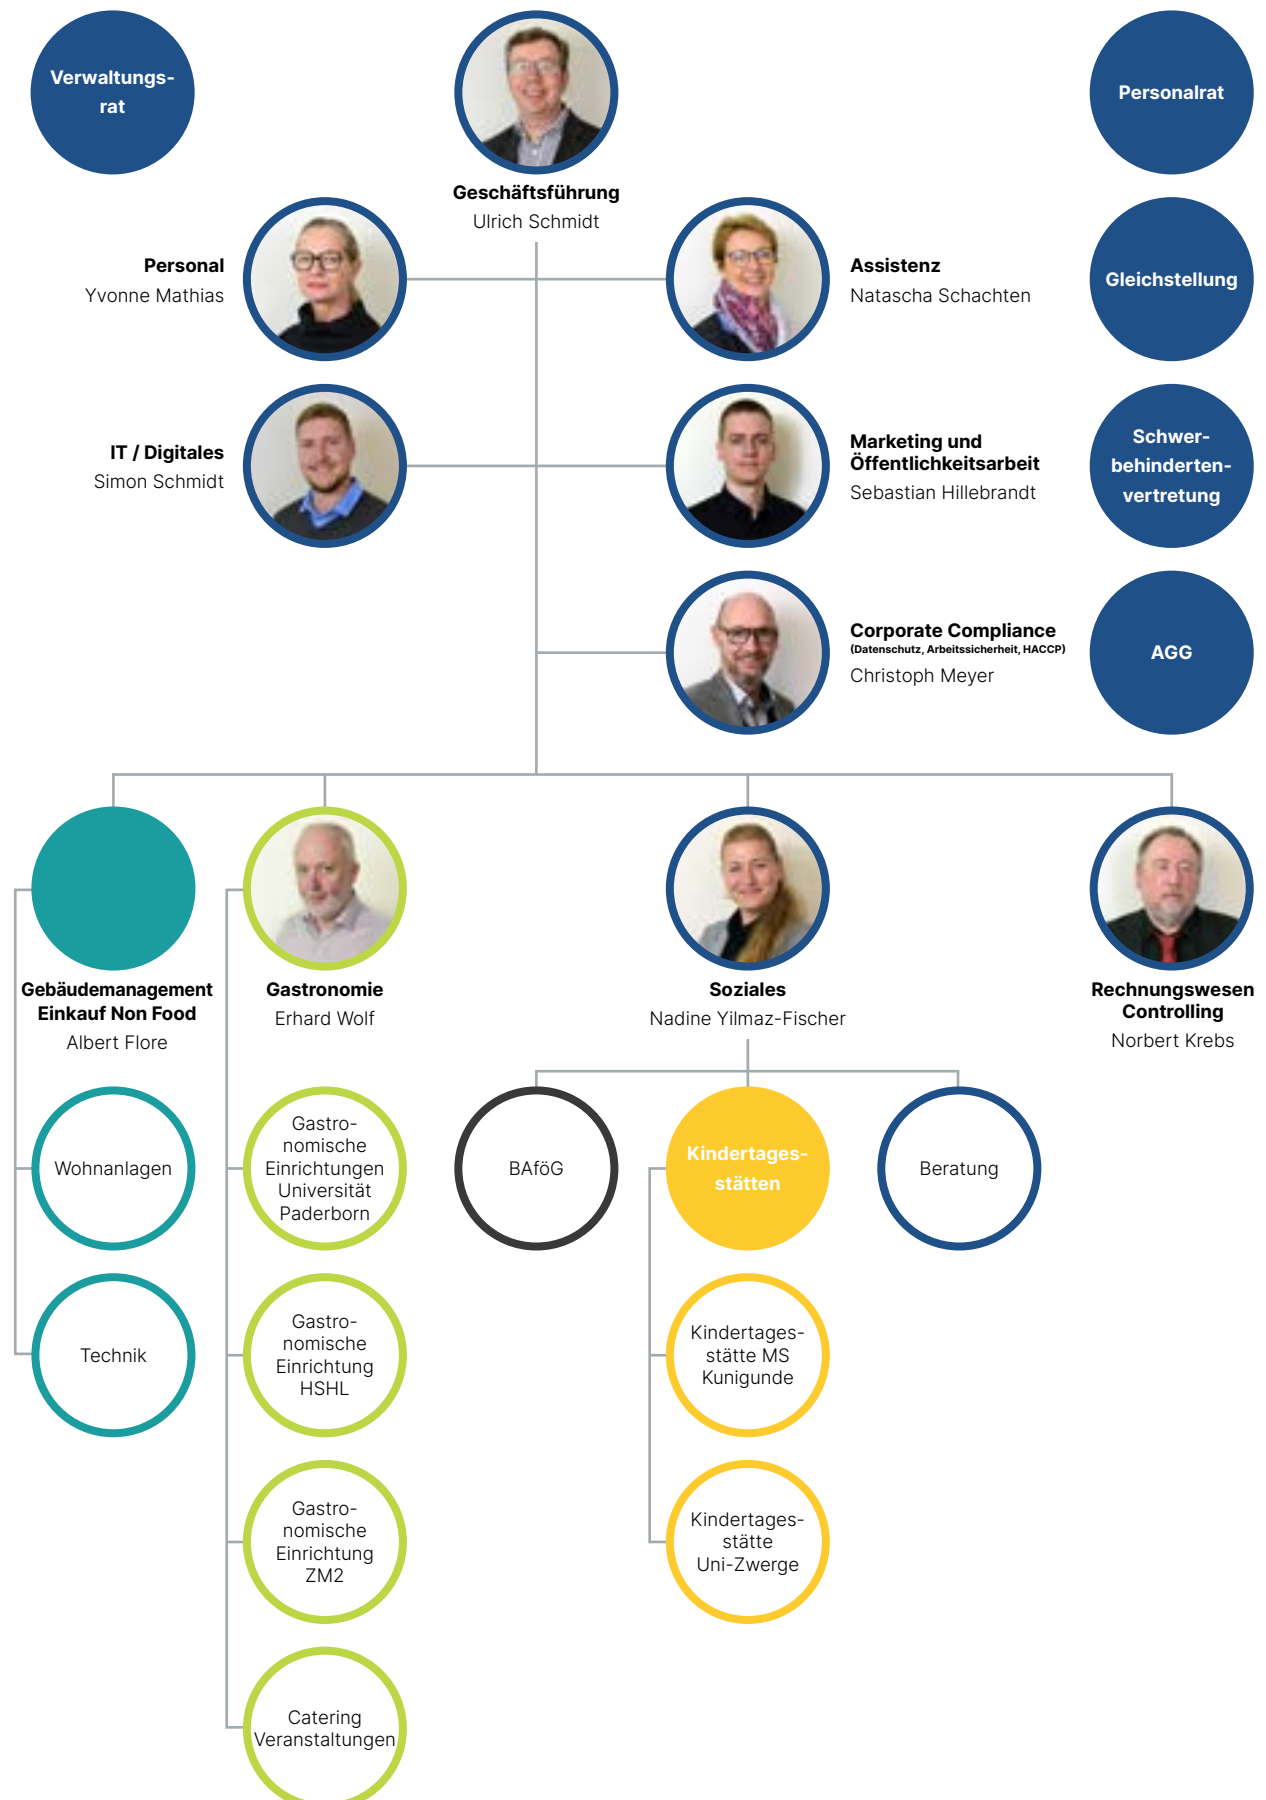 Verwaltungs-
rat
Personalrat
Geschäftsführung
Ulrich Schmidt
Personal
Yvonne Mathias
Assistenz
Natascha Schachten
Gleichstellung
IT / Digitales
Simon Schmidt
Marketing und
Öffentlichkeitsarbeit
Sebastian Hillebrandt
Schwer-
behinderten-
vertretung
Corporate Compliance
(Datenschutz, Arbeitssicherheit, HACCP)
Christoph Meyer
AGG
Gebäudemanagement
Einkauf Non Food
Albert Flore
Gastronomie
Erhard Wolf
Soziales
Nadine Yilmaz-Fischer
Rechnungswesen
Controlling
Norbert Krebs
Wohnanlagen
Gastro-
nomische
Einrichtungen
Universität
Paderborn
BAföG
Kindertages-
stätten
Beratung
Technik
Gastro-
nomische
Einrichtung
HSHL
Kindertages-
stätte MS
Kunigunde
Gastro-
nomische
Einrichtung
ZM2
Kindertages-
stätte
Uni-Zwerge
Catering
Veranstaltungen